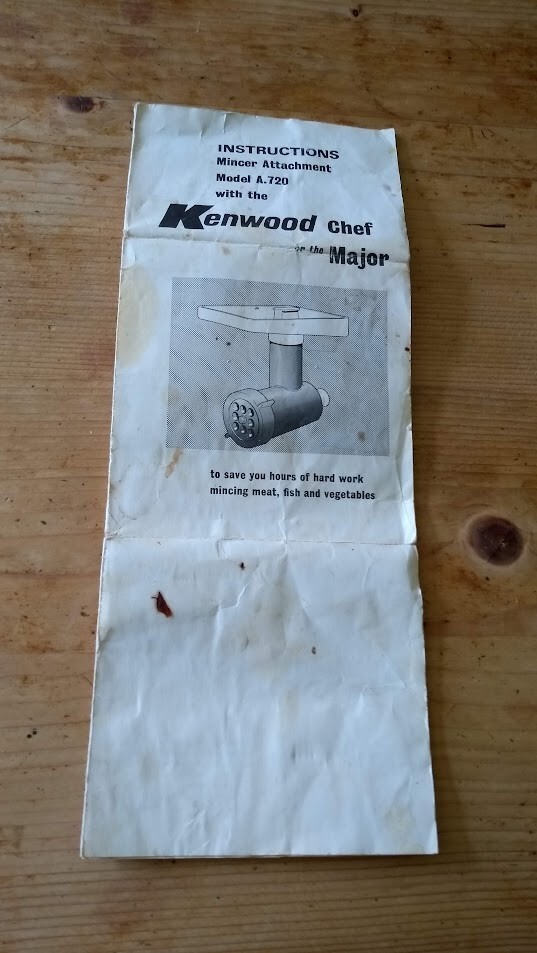 INSTRUCTIONS
Mincer Attachment
Model A.720
with the
Kenwood Chef
or the Major
to save you hours of hard work
mincing meat, fish and vegetables